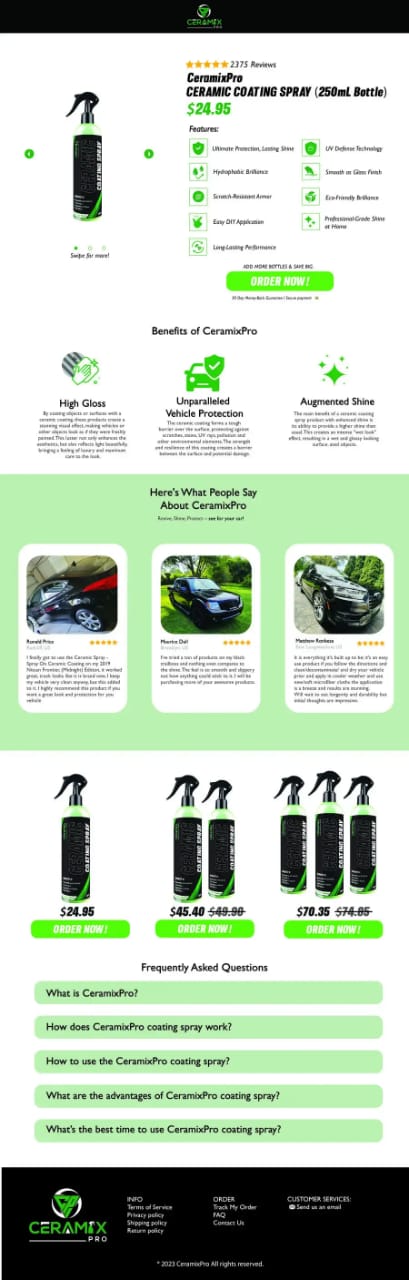 CERAMIX
PRO
2375 Reviews
CeramixPro
CERAMIC COATING SPRAY (250mL Bottle)
$24.95
Features:
Ultimate Protection, Lasting Shine
UV Defense Technology
Hydrophobic Brilliance
Smooth as Glass Finish
Scratch-Resistant Armor
Eco-Friendly Brilliance
Easy DIY Application
Professional-Grade Shine
at Home
Long-Lasting Performance
CERAMIC
COATING SPRAY
Swipe for more!
ADD MORE BOTTLES & SAVE BIG
ORDER NOW!
30 Day Money-Back Guarantee | Secure payment
Benefits of CeramixPro
High Gloss
By coating objects or surfaces with a
ceramic coating these products create a
stunning visual effect, making vehicles or
other objects look as if they were freshly
painted. This luster not only enhances the
aesthetic, but also reflects light beautifully,
bringing a feeling of luxury and maximum
care to the look.
Unparalleled
Vehicle Protection
The ceramic coating forms a tough
barrier over the surface, protecting against
scratches, stains, UV rays, pollution and
other environmental elements. The strength
and resilience of this coating creates a barrier
between the surface and potential damage.
Augmented Shine
The main benefit of a ceramic coating
spray product with enhanced shine is
its ability to provide a higher shine than
usual. This creates an intense "wet look"
effect, resulting in a wet and glossy looking
surface, and objects.
Here's What People Say
About CeramixPro
Revive, Shine, Protect – see for your car!
Ronald Price
I finally got to use the Ceramic Spray -
Spray On Ceramic Coating on my 2019
Nissan Frontier, (Midnight) Edition, it worked
great, truck looks like it is brand new, I keep
my vehicle very clean anyway, but this added
to it. I highly recommend this product if you
want a great look and protection for you
vehicle
Maurice Dail
Brooklyn, US
I've tried a ton of products on my black
vehicles and nothing even compares to
the shine. The feel is so smooth and slippery
not how anything could stick to it. I will be
purchasing more of your awesome products.
Matthew Renkess
It is everything it's built up to be; it's an easy
use product if you follow the directions and
clean/decontaminate/ and dry your vehicle
prior and apply in cooler weather and use
new/soft microfiber cloths the application
is a breeze and results are stunning.
Will wait to see longevity and durability but
initial thoughts are impressive.
CERAMIC
COATING SPRAY
CERAMIC
COATING SPRAY
COATING SPRAY
COATING SPRAY
$24.95
ORDER NOW!
$45.40 $49.90
ORDER NOW!
$70.35 $74.85
ORDER NOW!
Frequently Asked Questions
What is CeramixPro?
How does CeramixPro coating spray work?
How to use the CeramixPro coating spray?
What are the advantages of CeramixPro coating spray?
What's the best time to use CeramixPro coating spray?
CERAMIX
PRO
INFO
Terms of Service
Privacy policy
Shipping policy
Return policy
ORDER
Track My Order
FAQ
Contact Us
CUSTOMER SERVICES:
Send us an email
* 2023 CeramixPro All rights reserved.